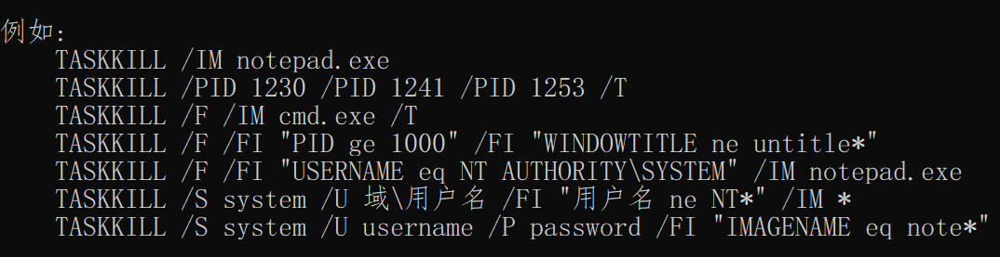 例如:
TASKKILL /IM notepad.exe
TASKKILL /PID 1230 /PID 1241 /PID 1253 /T
TASKKILL /F /IM cmd.exe /T
TASKKILL /F /FI "PID ge 1000" /FI "WINDOWTITLE ne untitle*"
TASKKILL /F /FI "USERNAME eq NT AUTHORITY\SYSTEM" /IM notepad.exe
TASKKILL /S system /U 域\用户名 /FI "用户名 ne NT*" /IM *
TASKKILL /S system /U username /P password /FI "IMAGENAME eq note*"